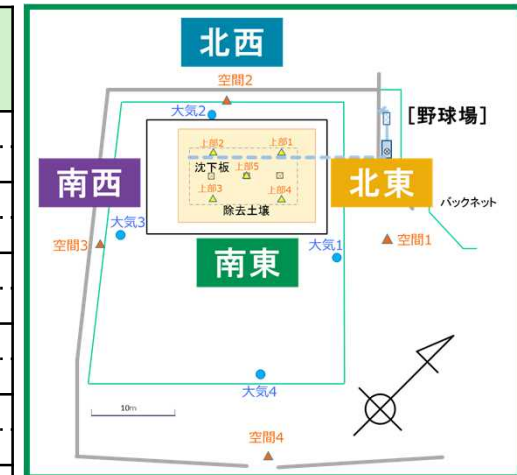 北西
空間2
大気2
[野球場]
上部2
上部1
沈下板
上部5
南西
北東
上部3
上部4
バックネット
除去土壌
大気3
空間3
南東
大気1
空間1
大気4
10m
空間4